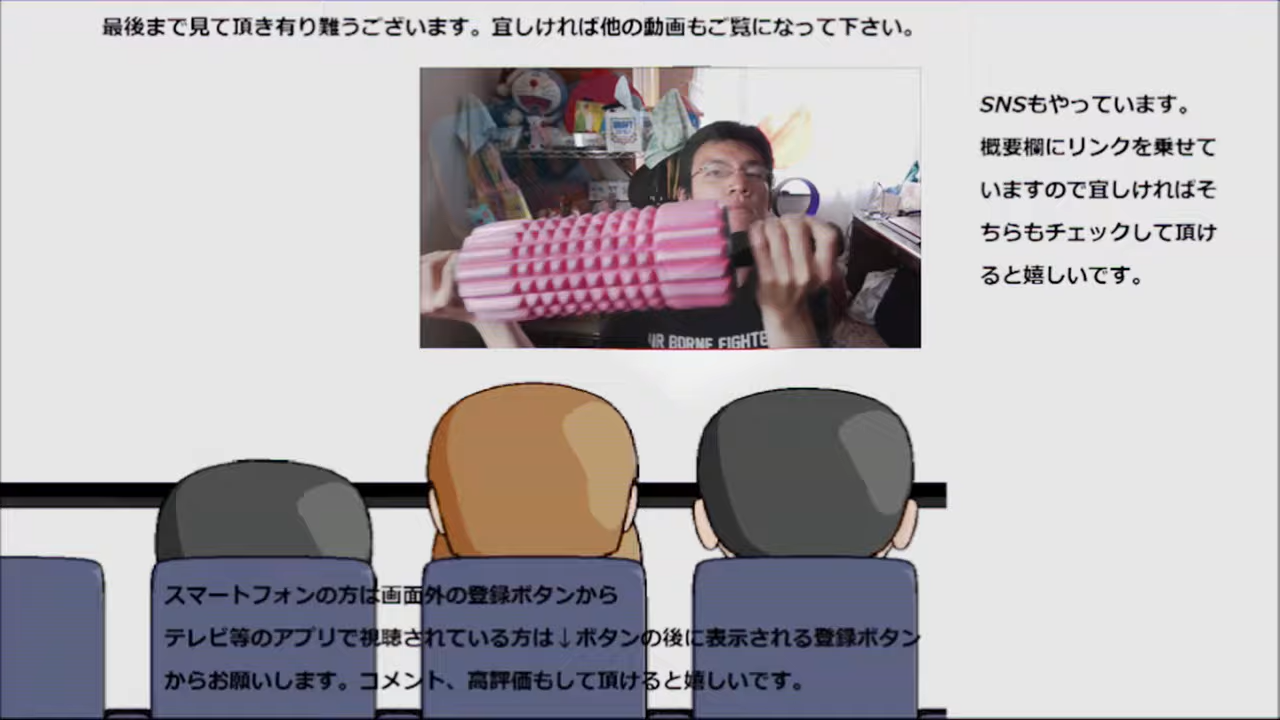 最後まで見て頂き有り難うございます。宜しければ他の動画もご覧になって下さい。
SNSもやっています。
概要欄にリンクを乗せて
いますので宜しければそ
ちらもチェックして頂け
ると嬉しいです。
IR BORNE FIGHTE
スマートフォンの方は画面外の登録ボタンから
テレビ等のアプリで視聴されている方は↓ボタンの後に表示される登録ボタン
からお願いします。コメント、高評価もして頂けると嬉しいです。